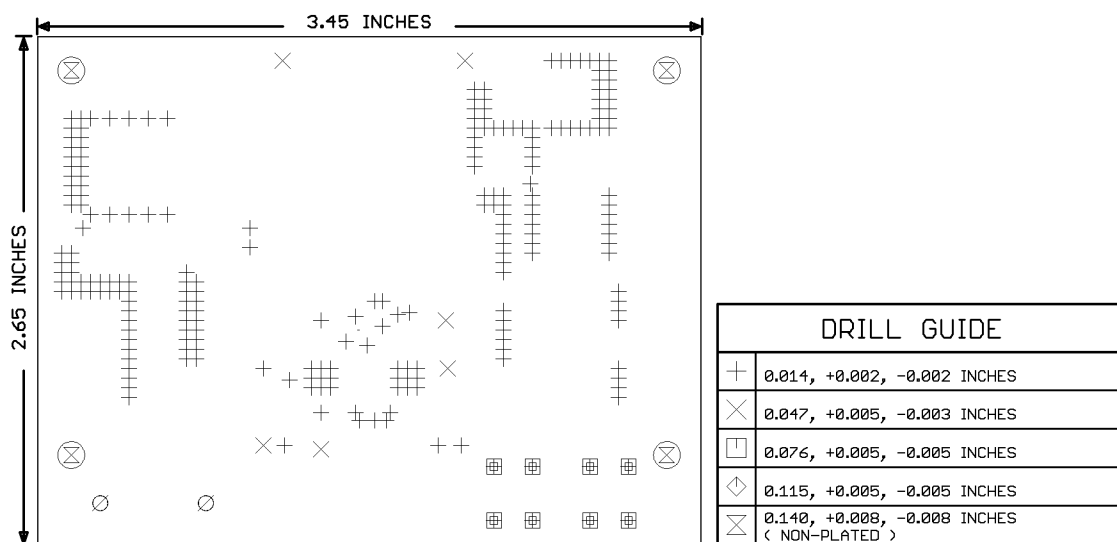 3.45 INCHES
2.65 INCHES
DRILL GUIDE
0.014, +0.002, -0.002 INCHES
0.047, +0.005, -0.003 INCHES
0.076, +0.005, -0.005 INCHES
0.115, +0.005, -0.005 INCHES
0.140, +0.008, -0.008 INCHES
( NON-PLATED )